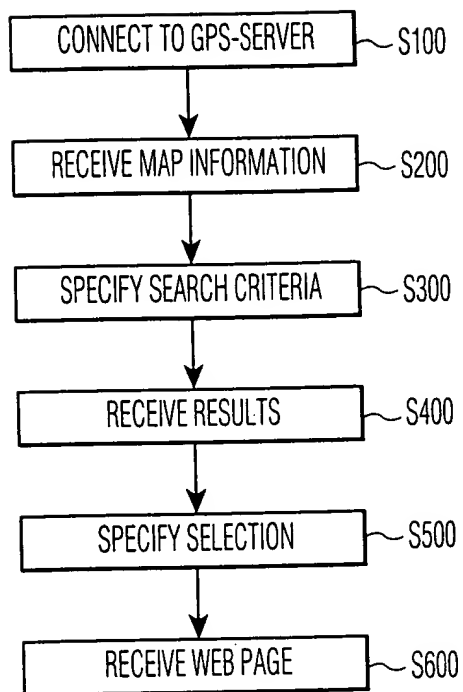 CONNECT TO GPS-SERVER S100
RECEIVE MAP INFORMATION S200
SPECIFY SEARCH CRITERIA S300
RECEIVE RESULTS S400
SPECIFY SELECTION S500
RECEIVE WEB PAGE S600